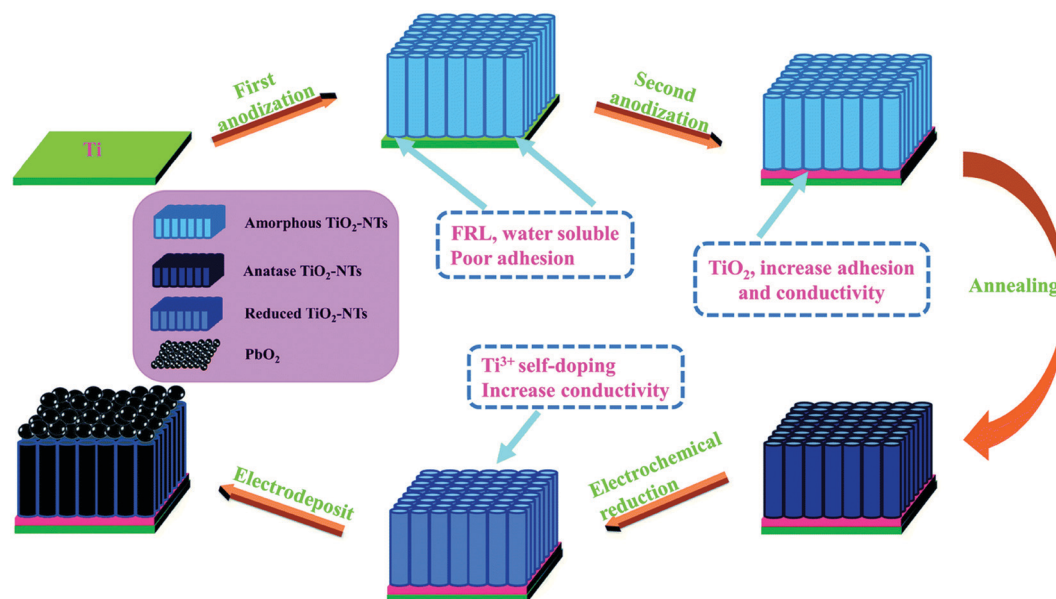 Ti
First
anodization
Second
anodization
FRL, water soluble
Poor adhesion
TiO₂, increase adhesion
and conductivity
Annealing
Amorphous TiO₂-NTs
Anatase TiO₂-NTs
Reduced TiO₂-NTs
PbO₂
Ti³⁺ self-doping
Increase conductivity
Electrochemical
reduction
Electrodeposit